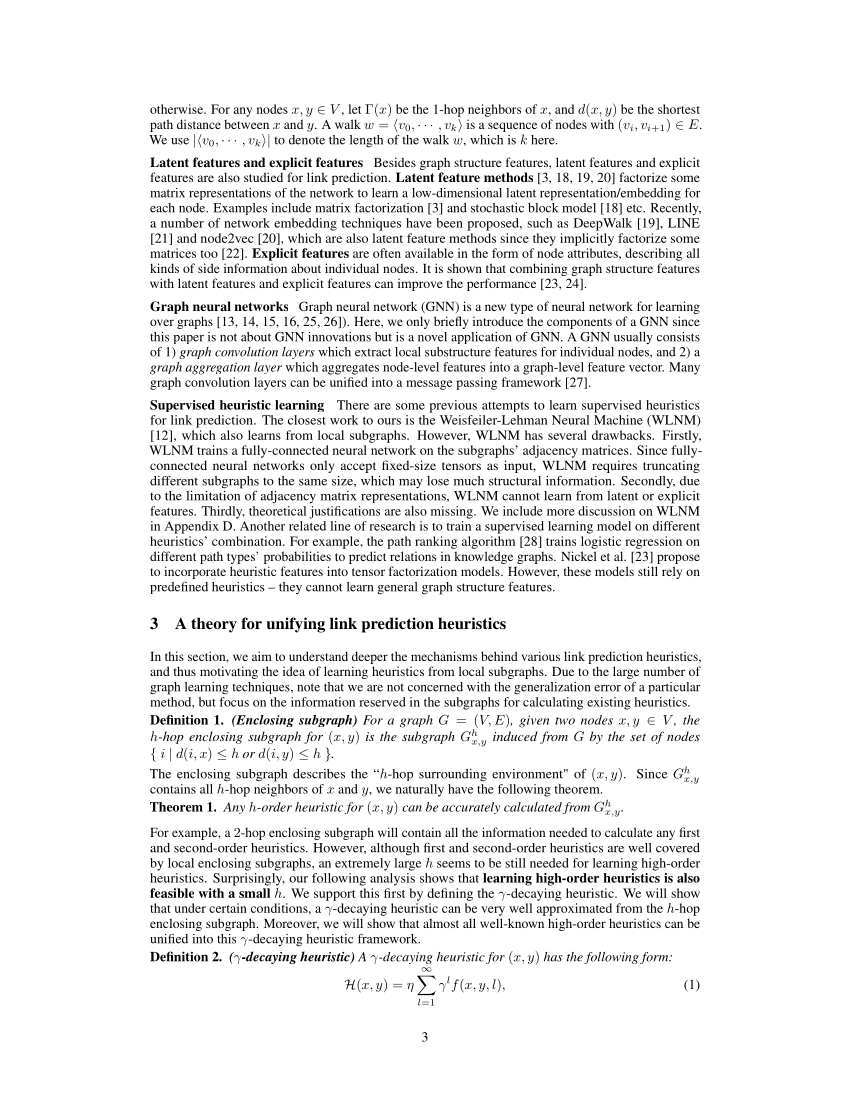 otherwise. For any nodes x, y ∈ V, let Γ(x) be the 1-hop neighbors of x, and d(x, y) be the shortest
path distance between x and y. A walk w = ⟨v₀, ··· , vₖ⟩ is a sequence of nodes with (vᵢ, vᵢ₊₁) ∈ E.
We use |⟨v₀, ··· , vₖ⟩| to denote the length of the walk w, which is k here.
Latent features and explicit features Besides graph structure features, latent features and explicit
features are also studied for link prediction. Latent feature methods [3, 18, 19, 20] factorize some
matrix representations of the network to learn a low-dimensional latent representation/embedding for
each node. Examples include matrix factorization [3] and stochastic block model [18] etc. Recently,
a number of network embedding techniques have been proposed, such as DeepWalk [19], LINE
[21] and node2vec [20], which are also latent feature methods since they implicitly factorize some
matrices too [22]. Explicit features are often available in the form of node attributes, describing all
kinds of side information about individual nodes. It is shown that combining graph structure features
with latent features and explicit features can improve the performance [23, 24].
Graph neural networks Graph neural network (GNN) is a new type of neural network for learning
over graphs [13, 14, 15, 16, 25, 26]). Here, we only briefly introduce the components of a GNN since
this paper is not about GNN innovations but is a novel application of GNN. A GNN usually consists
of 1) graph convolution layers which extract local substructure features for individual nodes, and 2) a
graph aggregation layer which aggregates node-level features into a graph-level feature vector. Many
graph convolution layers can be unified into a message passing framework [27].
Supervised heuristic learning There are some previous attempts to learn supervised heuristics
for link prediction. The closest work to ours is the Weisfeiler-Lehman Neural Machine (WLNM)
[12], which also learns from local subgraphs. However, WLNM has several drawbacks. Firstly,
WLNM trains a fully-connected neural network on the subgraphs' adjacency matrices. Since fully-
connected neural networks only accept fixed-size tensors as input, WLNM requires truncating
different subgraphs to the same size, which may lose much structural information. Secondly, due
to the limitation of adjacency matrix representations, WLNM cannot learn from latent or explicit
features. Thirdly, theoretical justifications are also missing. We include more discussion on WLNM
in Appendix D. Another related line of research is to train a supervised learning model on different
heuristics' combination. For example, the path ranking algorithm [28] trains logistic regression on
different path types' probabilities to predict relations in knowledge graphs. Nickel et al. [23] propose
to incorporate heuristic features into tensor factorization models. However, these models still rely on
predefined heuristics – they cannot learn general graph structure features.
3 A theory for unifying link prediction heuristics
In this section, we aim to understand deeper the mechanisms behind various link prediction heuristics,
and thus motivating the idea of learning heuristics from local subgraphs. Due to the large number of
graph learning techniques, note that we are not concerned with the generalization error of a particular
method, but focus on the information reserved in the subgraphs for calculating existing heuristics.
Definition 1. (Enclosing subgraph) For a graph G = (V, E), given two nodes x, y ∈ V, the
h-hop enclosing subgraph for (x, y) is the subgraph G^h_{x,y} induced from G by the set of nodes
{ i | d(i, x) ≤ h or d(i, y) ≤ h }.
The enclosing subgraph describes the “h-hop surrounding environment" of (x, y). Since G^h_{x,y}
contains all h-hop neighbors of x and y, we naturally have the following theorem.
Theorem 1. Any h-order heuristic for (x, y) can be accurately calculated from G^h_{x,y}.
For example, a 2-hop enclosing subgraph will contain all the information needed to calculate any first
and second-order heuristics. However, although first and second-order heuristics are well covered
by local enclosing subgraphs, an extremely large h seems to be still needed for learning high-order
heuristics. Surprisingly, our following analysis shows that learning high-order heuristics is also
feasible with a small h. We support this first by defining the γ-decaying heuristic. We will show
that under certain conditions, a γ-decaying heuristic can be very well approximated from the h-hop
enclosing subgraph. Moreover, we will show that almost all well-known high-order heuristics can be
unified into this γ-decaying heuristic framework.
Definition 2. (γ-decaying heuristic) A γ-decaying heuristic for (x, y) has the following form:
H(x, y) = η ∑_{l=1}^{∞} γ^l f(x, y, l), (1)
3